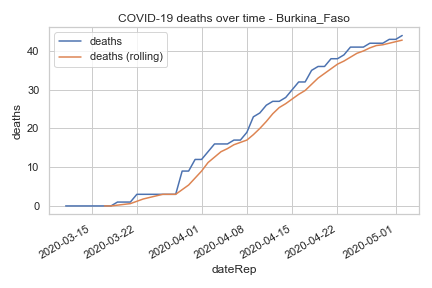 COVID-19 deaths over time - Burkina_Faso
deaths
deaths (rolling)
deaths
40
30
20
10
0
2020-03-15
2020-03-22
2020-04-01
2020-04-08
2020-04-15
2020-04-22
2020-05-01
dateRep